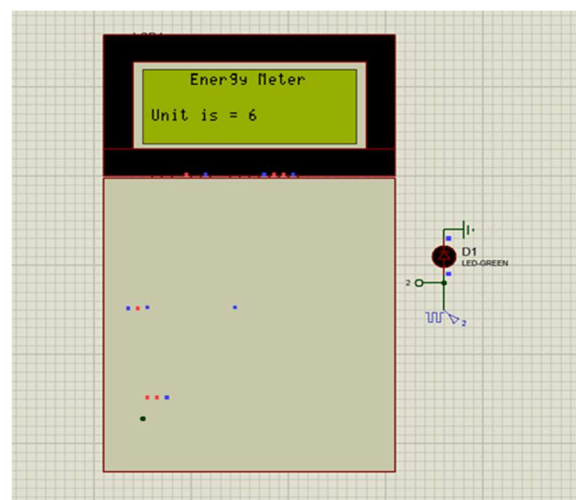 Energy Meter
Unit is = 6
D1
LED-GREEN
2
2